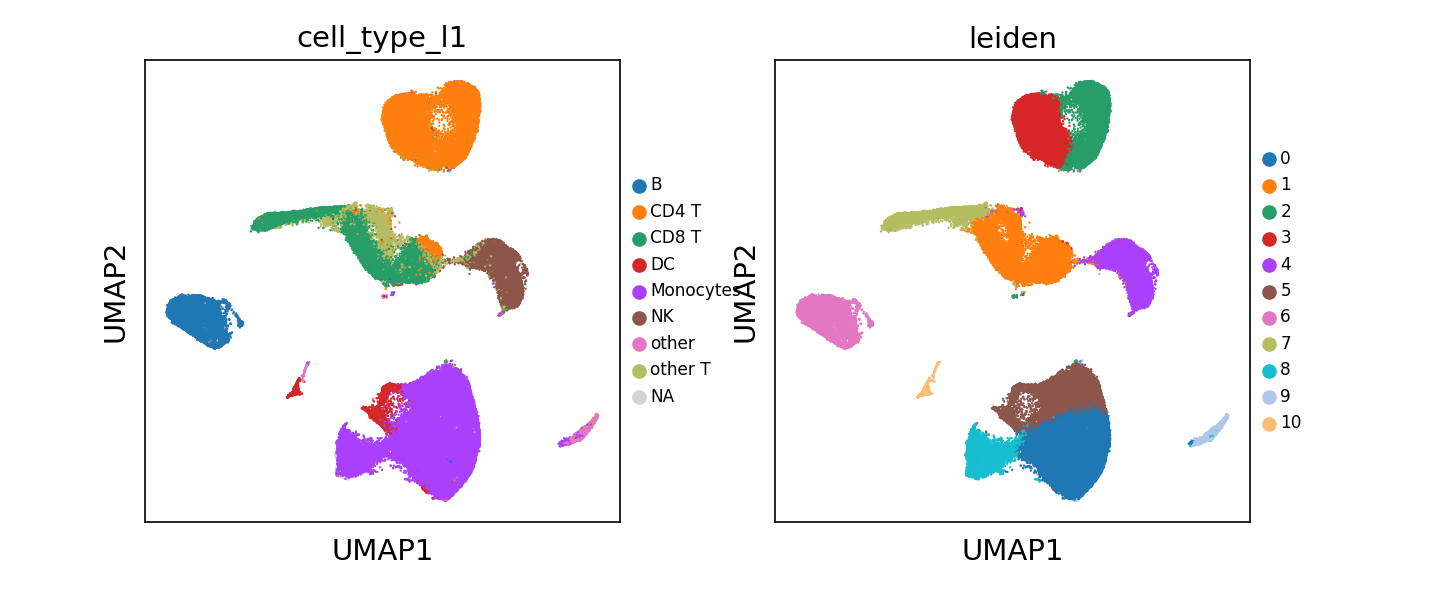 cell_type_l1
UMAP2
UMAP1
B
CD4 T
CD8 T
DC
Monocytes
NK
other
other T
NA
leiden
UMAP2
UMAP1
0
1
2
3
4
5
6
7
8
9
10